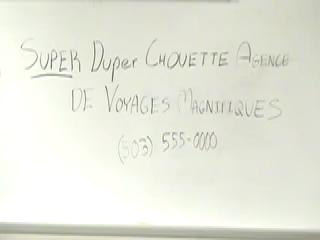 SUPER Duper CHOUETTE AGENCE
DE VOYAGES MAGNIFIQUES
(503) 555-0000